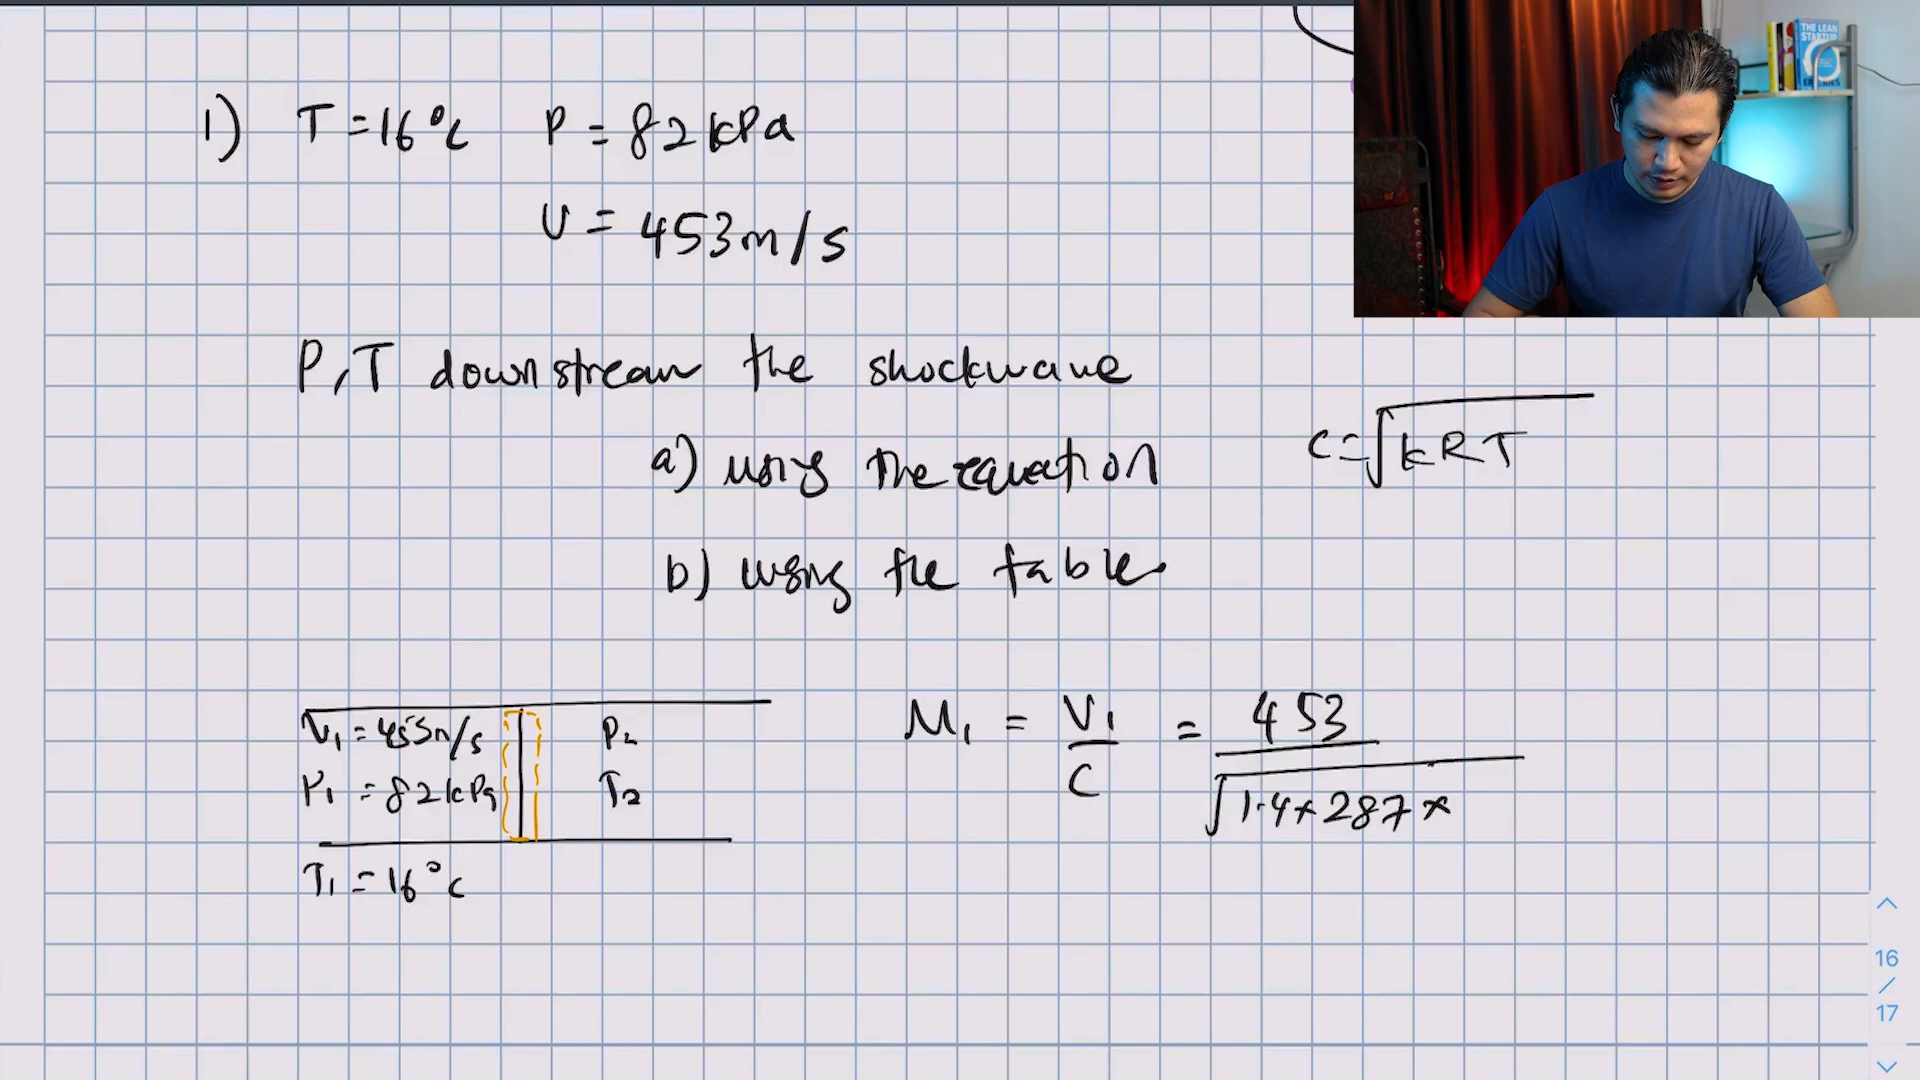 1) T = 16°c P = 82 kPa
V = 453 m/s
P, T downstream the shockwave
a) using the equation
c = √kRT
b) using the table
V₁ = 453m/s
P₁ = 82 kPa
T₁ = 16°c
P₂
T₂
M₁ = V₁ / C = 453 / √1.4 × 287 ×
THE LEAN
STARTUP
16
/
17